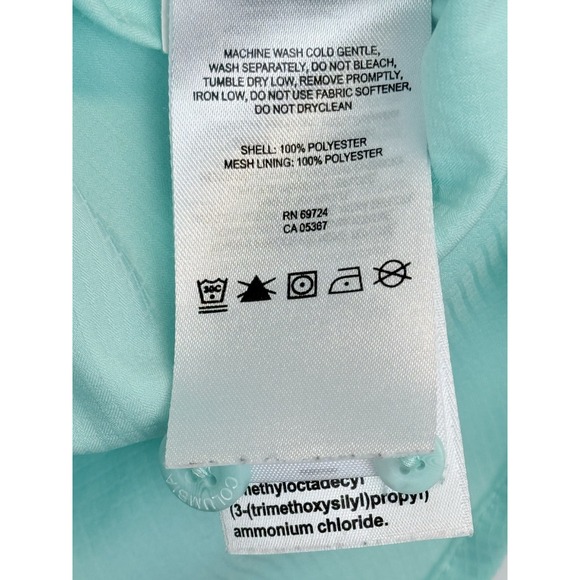 MACHINE WASH COLD GENTLE,
WASH SEPARATELY, DO NOT BLEACH,
TUMBLE DRY LOW, REMOVE PROMPTLY,
IRON LOW, DO NOT USE FABRIC SOFTENER,
DO NOT DRYCLEAN
SHELL: 100% POLYESTER
MESH LINING: 100% POLYESTER
RN 69724
CA 05367
30C
COLUMBIA
(3-(trimethoxysilyl)propyl)
ammonium chloride.